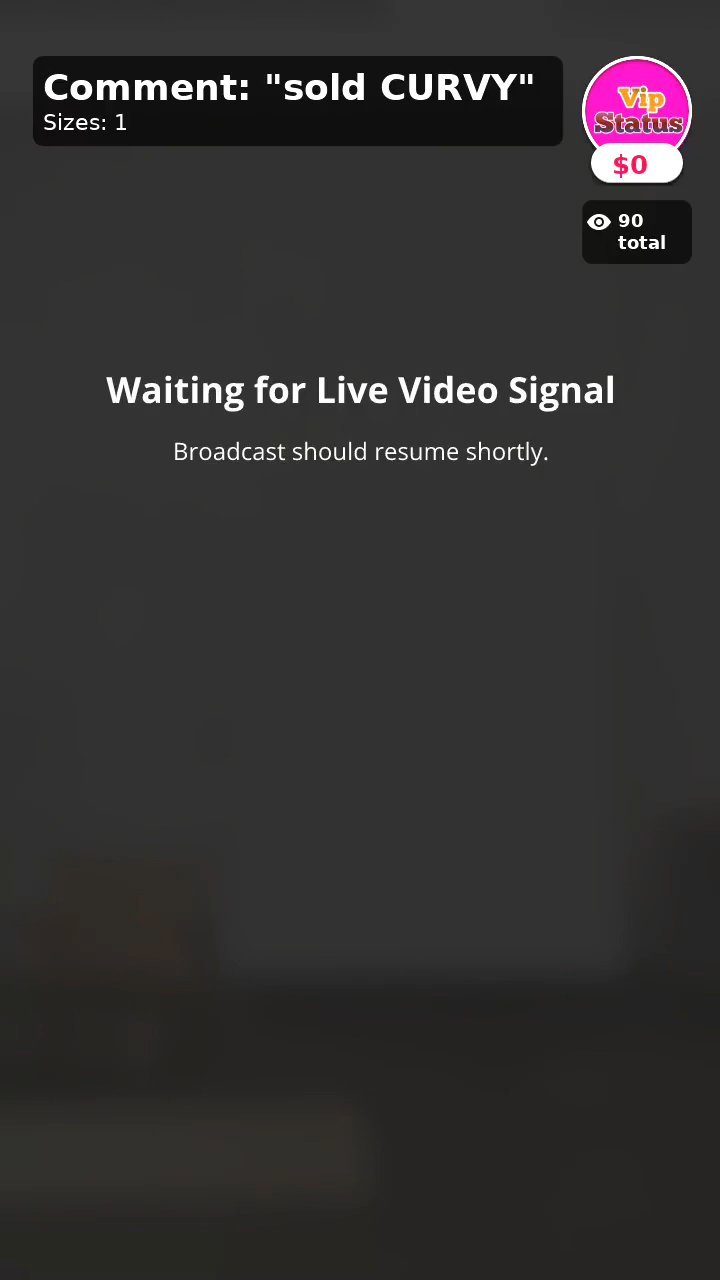 Comment: "sold CURVY"
Sizes: 1
Vip
Status
$0
90
total
Waiting for Live Video Signal
Broadcast should resume shortly.